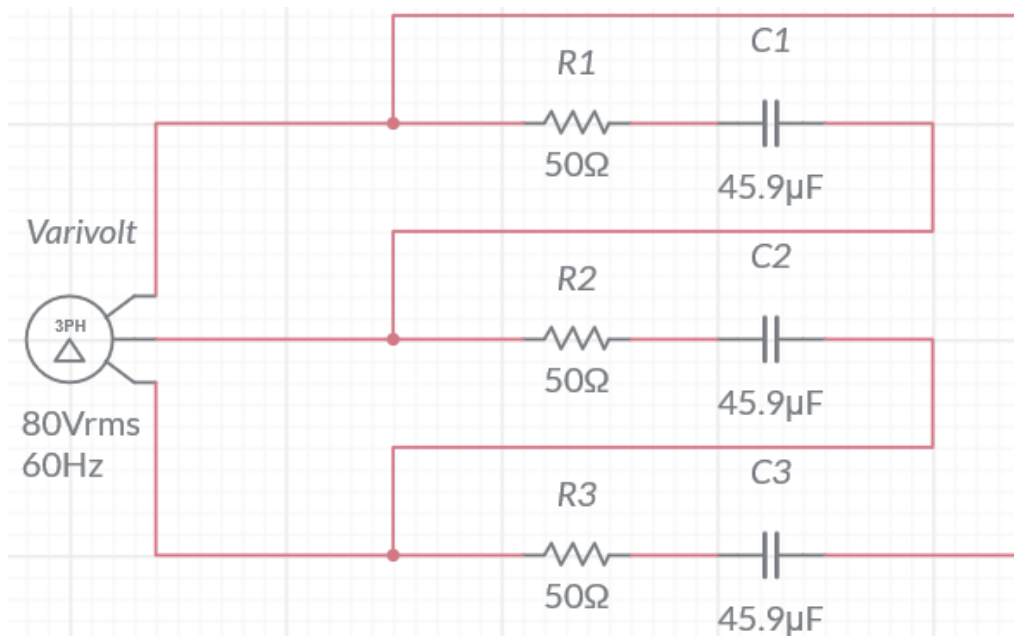 C1
R1
50Ω
45.9µF
Varivolt
C2
R2
3PH
50Ω
80Vrms
45.9µF
60Hz
C3
R3
50Ω
45.9µF